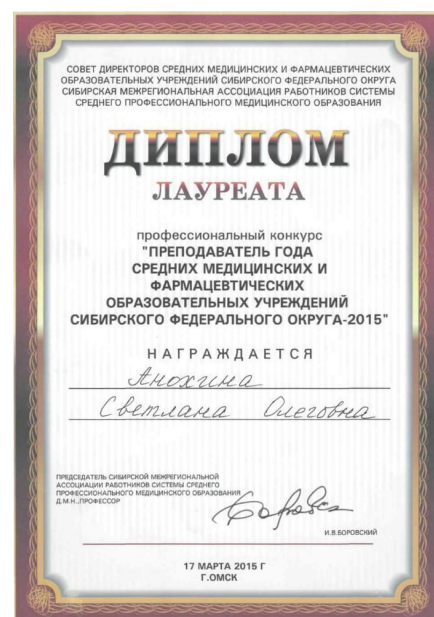 СОВЕТ ДИРЕКТОРОВ СРЕДНИХ МЕДИЦИНСКИХ И ФАРМАЦЕВТИЧЕСКИХ
ОБРАЗОВАТЕЛЬНЫХ УЧРЕЖДЕНИЙ СИБИРСКОГО ФЕДЕРАЛЬНОГО ОКРУГА
СИБИРСКАЯ МЕЖРЕГИОНАЛЬНАЯ АССОЦИАЦИЯ РАБОТНИКОВ СИСТЕМЫ
СРЕДНЕГО ПРОФЕССИОНАЛЬНОГО МЕДИЦИНСКОГО ОБРАЗОВАНИЯ
ДИПЛОМ
ЛАУРЕАТА
профессиональный конкурс
"ПРЕПОДАВАТЕЛЬ ГОДА
СРЕДНИХ МЕДИЦИНСКИХ И
ФАРМАЦЕВТИЧЕСКИХ
ОБРАЗОВАТЕЛЬНЫХ УЧРЕЖДЕНИЙ
СИБИРСКОГО ФЕДЕРАЛЬНОГО ОКРУГА-2015"
НАГРАЖДАЕТСЯ
Анохина
Светлана Олеговна
ПРЕДСЕДАТЕЛЬ СИБИРСКОЙ МЕЖРЕГИОНАЛЬНОЙ
АССОЦИАЦИИ РАБОТНИКОВ СИСТЕМЫ СРЕДНЕГО
ПРОФЕССИОНАЛЬНОГО МЕДИЦИНСКОГО ОБРАЗОВАНИЯ
Д.М.Н.,ПРОФЕССОР
И.В.БОРОВСКИЙ
17 МАРТА 2015 Г
Г.ОМСК